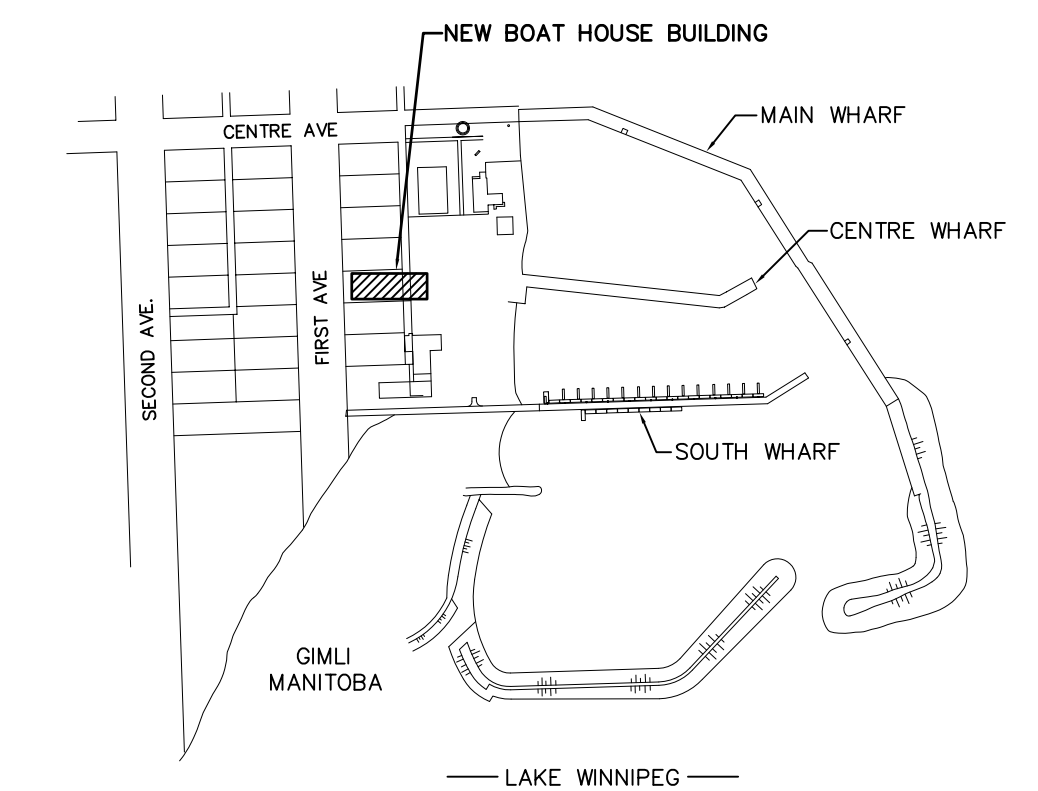 NEW BOAT HOUSE BUILDING
MAIN WHARF
CENTRE AVE
CENTRE WHARF
FIRST AVE
SECOND AVE.
SOUTH WHARF
GIMLI
MANITOBA
LAKE WINNIPEG